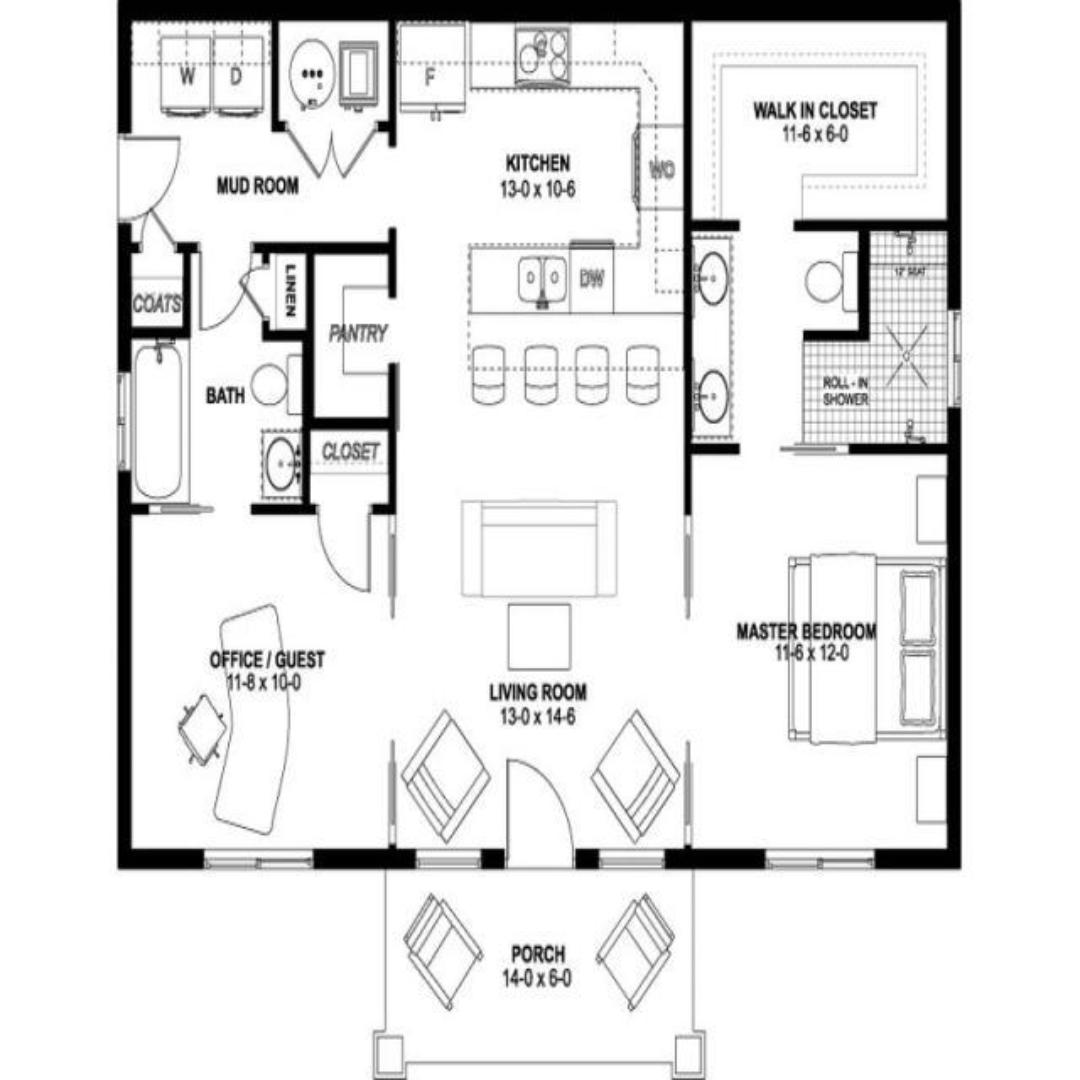 W D
F
WALK IN CLOSET
11-6 x 6-0
KITCHEN
13-0 x 10-6
WO
MUD ROOM
LINEN
COATS
DW
12" SEAT
PANTRY
BATH
ROLL - IN
SHOWER
CLOSET
OFFICE / GUEST
11-8 x 10-0
MASTER BEDROOM
11-6 x 12-0
LIVING ROOM
13-0 x 14-6
PORCH
14-0 x 6-0